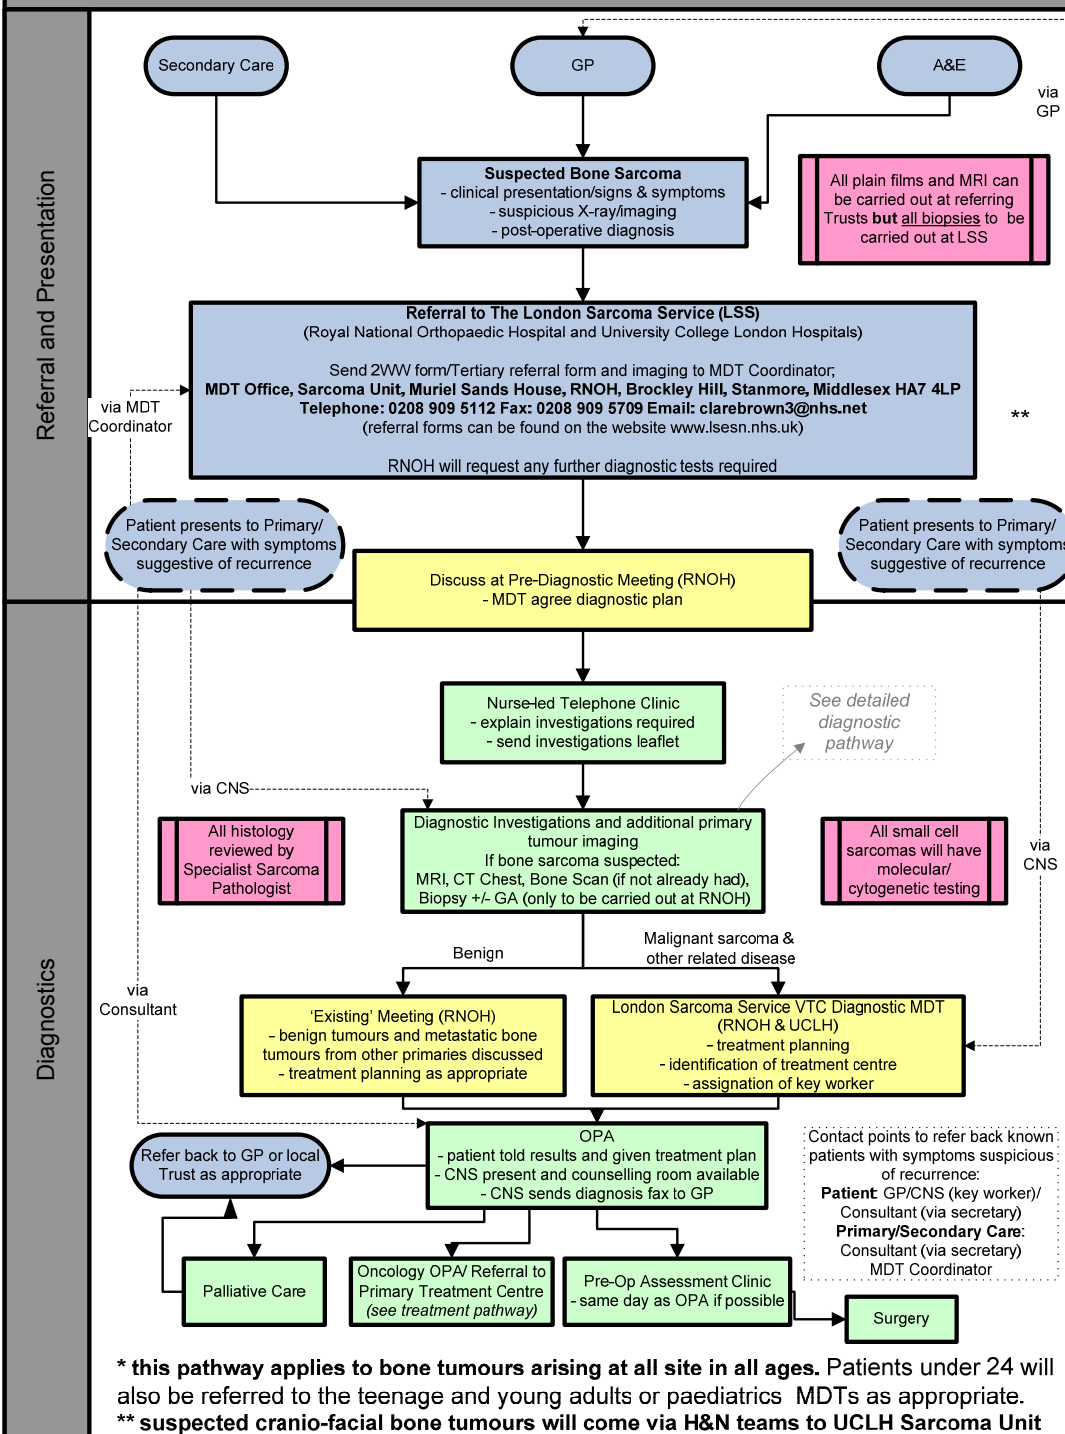 Referral and Presentation
Secondary Care
GP
A&E
via
GP
Suspected Bone Sarcoma
- clinical presentation/signs & symptoms
- suspicious X-ray/imaging
- post-operative diagnosis
All plain films and MRI can
be carried out at referring
Trusts but all biopsies to be
carried out at LSS
Referral to The London Sarcoma Service (LSS)
(Royal National Orthopaedic Hospital and University College London Hospitals)
Send 2WW form/Tertiary referral form and imaging to MDT Coordinator;
MDT Office, Sarcoma Unit, Muriel Sands House, RNOH, Brockley Hill, Stanmore, Middlesex HA7 4LP
Telephone: 0208 909 5112 Fax: 0208 909 5709 Email: clarebrown3@nhs.net
(referral forms can be found on the website www.lsesn.nhs.uk)
RNOH will request any further diagnostic tests required
via MDT
Coordinator
**
Patient presents to Primary/
Secondary Care with symptoms
suggestive of recurrence
Patient presents to Primary/
Secondary Care with symptoms
suggestive of recurrence
Discuss at Pre-Diagnostic Meeting (RNOH)
- MDT agree diagnostic plan
Diagnostics
Nurse-led Telephone Clinic
- explain investigations required
- send investigations leaflet
See detailed
diagnostic
pathway
via CNS
All histology
reviewed by
Specialist Sarcoma
Pathologist
Diagnostic Investigations and additional primary
tumour imaging
If bone sarcoma suspected:
MRI, CT Chest, Bone Scan (if not already had),
Biopsy +/- GA (only to be carried out at RNOH)
All small cell
sarcomas will have
molecular/
cytogenetic testing
via
CNS
Benign
Malignant sarcoma &
other related disease
via
Consultant
'Existing' Meeting (RNOH)
- benign tumours and metastatic bone
tumours from other primaries discussed
- treatment planning as appropriate
London Sarcoma Service VTC Diagnostic MDT
(RNOH & UCLH)
- treatment planning
- identification of treatment centre
- assignation of key worker
Refer back to GP or local
Trust as appropriate
OPA
- patient told results and given treatment plan
- CNS present and counselling room available
- CNS sends diagnosis fax to GP
Contact points to refer back known
patients with symptoms suspicious
of recurrence:
Patient: GP/CNS (key worker)/
Consultant (via secretary)
Primary/Secondary Care:
Consultant (via secretary)
MDT Coordinator
Palliative Care
Oncology OPA/ Referral to
Primary Treatment Centre
(see treatment pathway)
Pre-Op Assessment Clinic
- same day as OPA if possible
Surgery
* this pathway applies to bone tumours arising at all site in all ages. Patients under 24 will
also be referred to the teenage and young adults or paediatrics MDTs as appropriate.
** suspected cranio-facial bone tumours will come via H&N teams to UCLH Sarcoma Unit